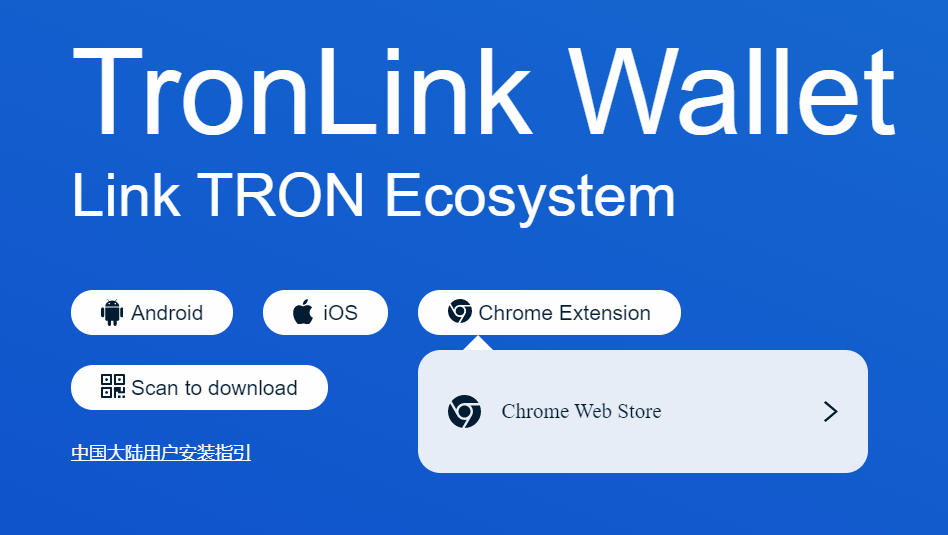 TronLink Wallet
Link TRON Ecosystem
Android
iOS
Chrome Extension
Scan to download
Chrome Web Store
中国大陆用户安装指引